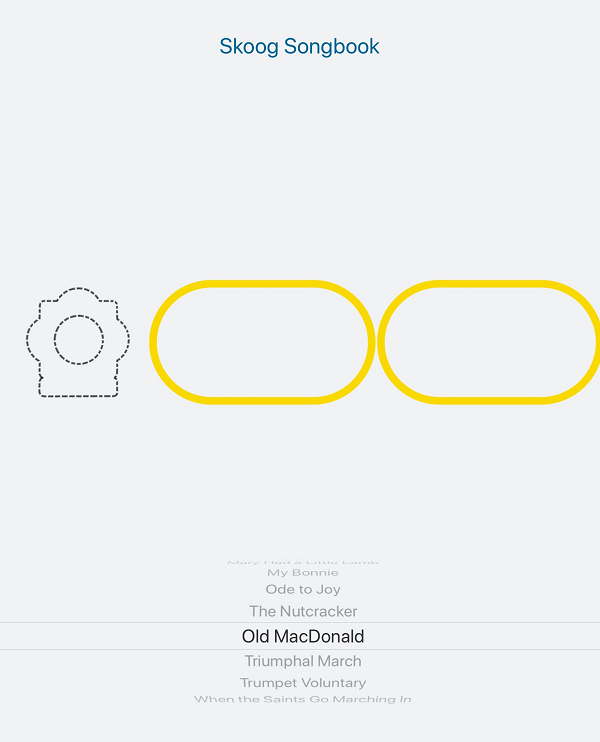 Skoog Songbook
Mary Had a Little Lamb
My Bonnie
Ode to Joy
The Nutcracker
Old MacDonald
Triumphal March
Trumpet Voluntary
When the Saints Go Marching In